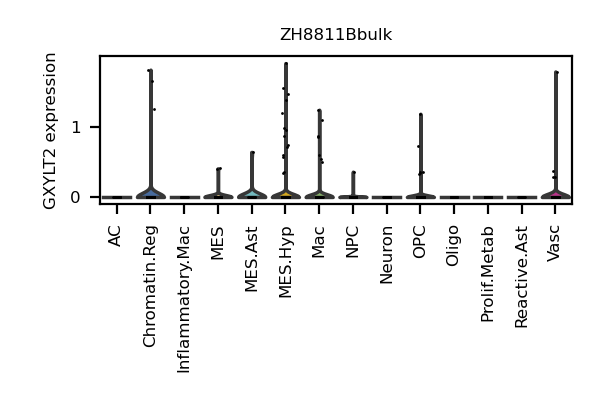 ZH8811Bbulk
GXYLT2 expression
1
0
AC
Chromatin.Reg
Inflammatory.Mac
MES
MES.Ast
MES.Hyp
Mac
NPC
Neuron
OPC
Oligo
Prolif.Metab
Reactive.Ast
Vasc